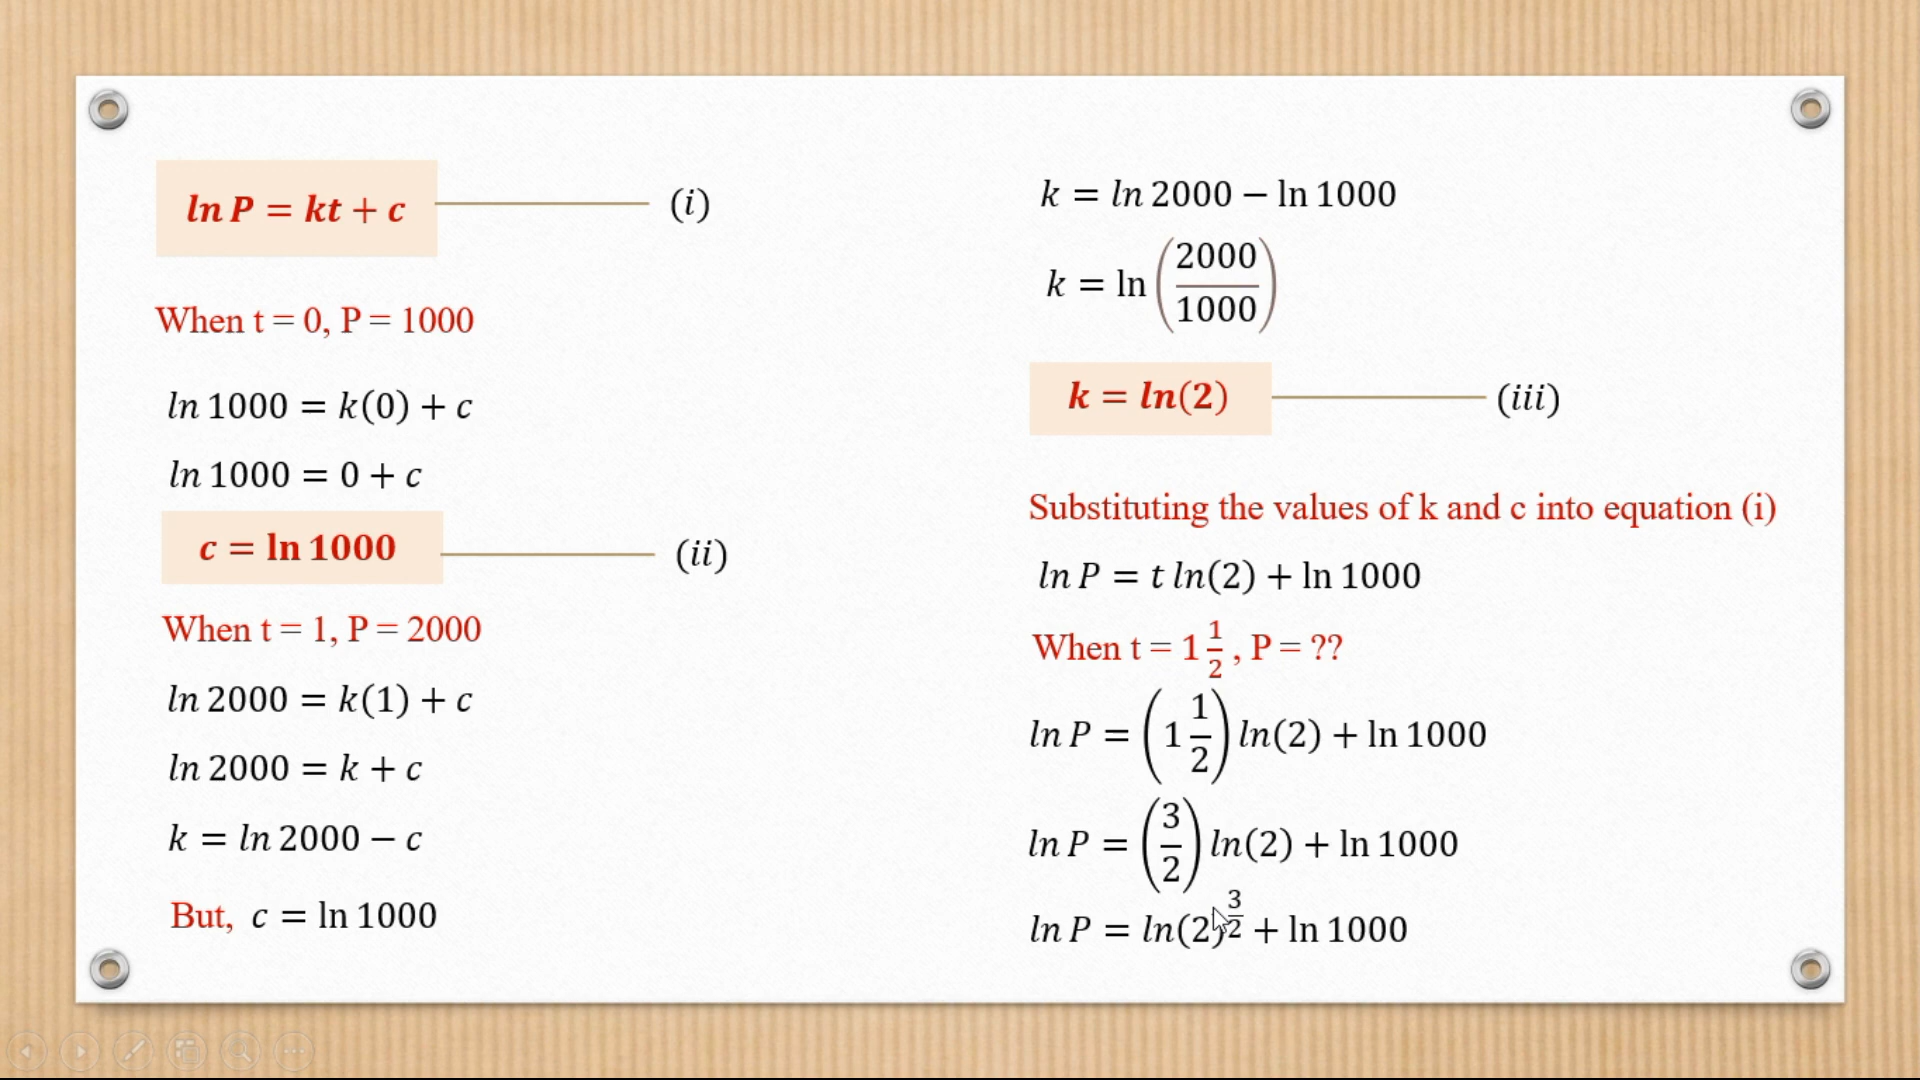 ln P = kt + c (i)
When t = 0, P = 1000
ln 1000 = k(0) + c
ln 1000 = 0 + c
c = ln 1000 (ii)
When t = 1, P = 2000
ln 2000 = k(1) + c
ln 2000 = k + c
k = ln 2000 − c
But, c = ln 1000
k = ln 2000 − ln 1000
k = ln (2000/1000)
k = ln(2) (iii)
Substituting the values of k and c into equation (i)
ln P = t ln(2) + ln 1000
When t = 1 1/2 , P = ??
ln P = (1 1/2) ln(2) + ln 1000
ln P = (3/2) ln(2) + ln 1000
ln P = ln(2)^(3/2) + ln 1000